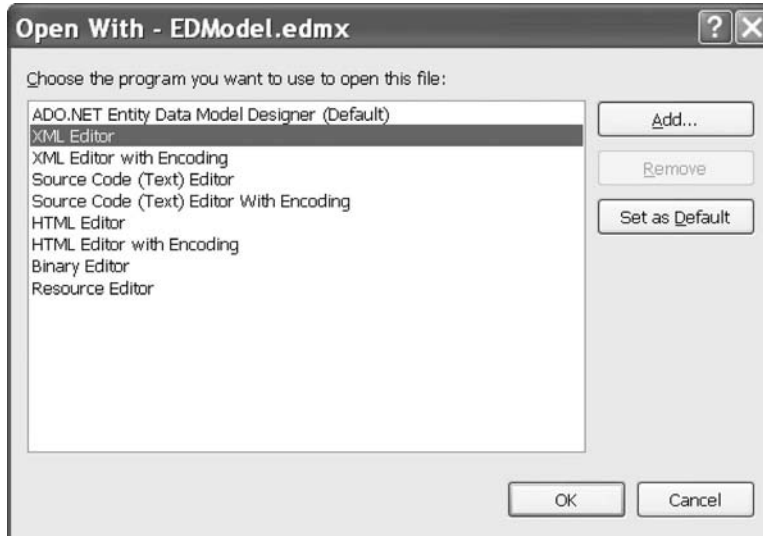 Open With - EDModel.edmx
Choose the program you want to use to open this file:
ADO.NET Entity Data Model Designer (Default)
XML Editor
XML Editor with Encoding
Source Code (Text) Editor
Source Code (Text) Editor With Encoding
HTML Editor
HTML Editor with Encoding
Binary Editor
Resource Editor
Add...
Remove
Set as Default
OK
Cancel